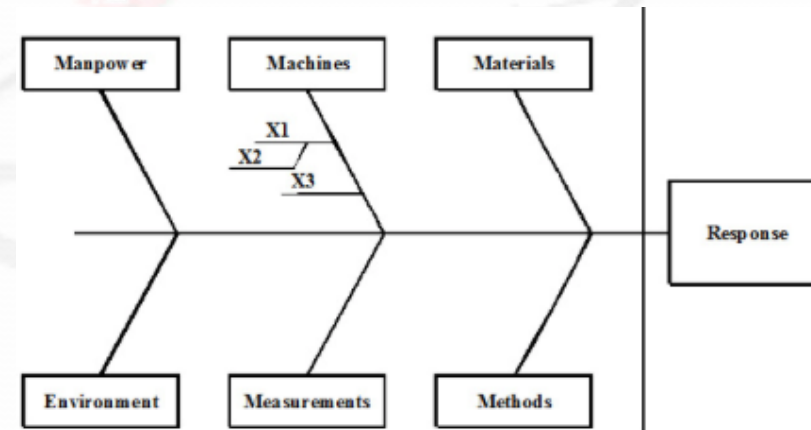 Manpower
Machines
Materials
X1
X2
X3
Response
Environment
Measurements
Methods